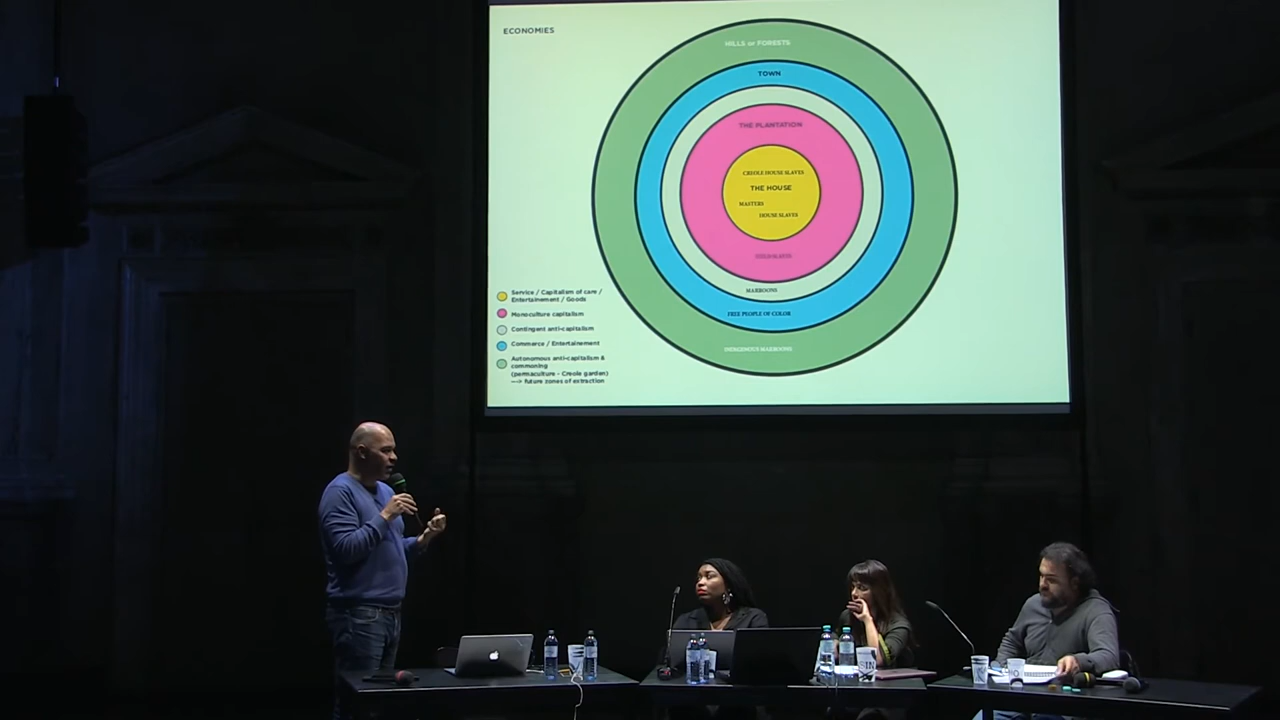 ECONOMIES
HILLS or FORESTS
TOWN
THE PLANTATION
CREOLE HOUSE SLAVES
THE HOUSE
MASTERS
HOUSE SLAVES
MAROONS
FREE PEOPLE OF COLOR
INDIGENOUS MAROONS
Service / Capitalism of care /
Entertainement / Goods
Monoculture capitalism
Contingent anti-capitalism
Commerce / Entertainement
Autonomous anti-capitalism &
commoning
(permaculture - Creole garden)
—> future zones of extraction